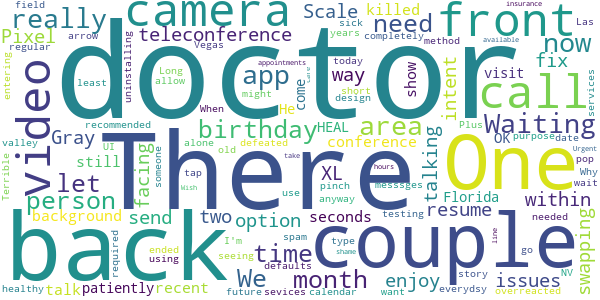 field
sick
camera
killed
front
insurance
really
years
doctor
Scale
need
now
Las
Pixel
arrow
teleconference
regular
Vegas
today
completely
method
entering
least
uninstalling
Long
allow
app
way
show
intent
call
fix
When
appointments
might
short
design
visit
available
services
video
He
come
recommended
birthday
HEAL
area
Plus
Waiting
Gray
conference
talking
OK
purpose
date
Urgent
valley
UI
someone
There
alone
defeated
care
One
pop
Why
Terrible
let
still
facing
old
take
XL
messsges
tap
hours
pinch
Florida
within
wait
person
Wish
use
anyway
testing
swapping
background
send
two
seconds
resume
needed
back
option
spam
type
couple
line
go
NV
required
ended
I'm
time
We
month
shame
story
issues
using
seeing
defaults
enjoy
everydsy
healthy
talk
patiently
recent
future
sevices
calendar
want
overreacted